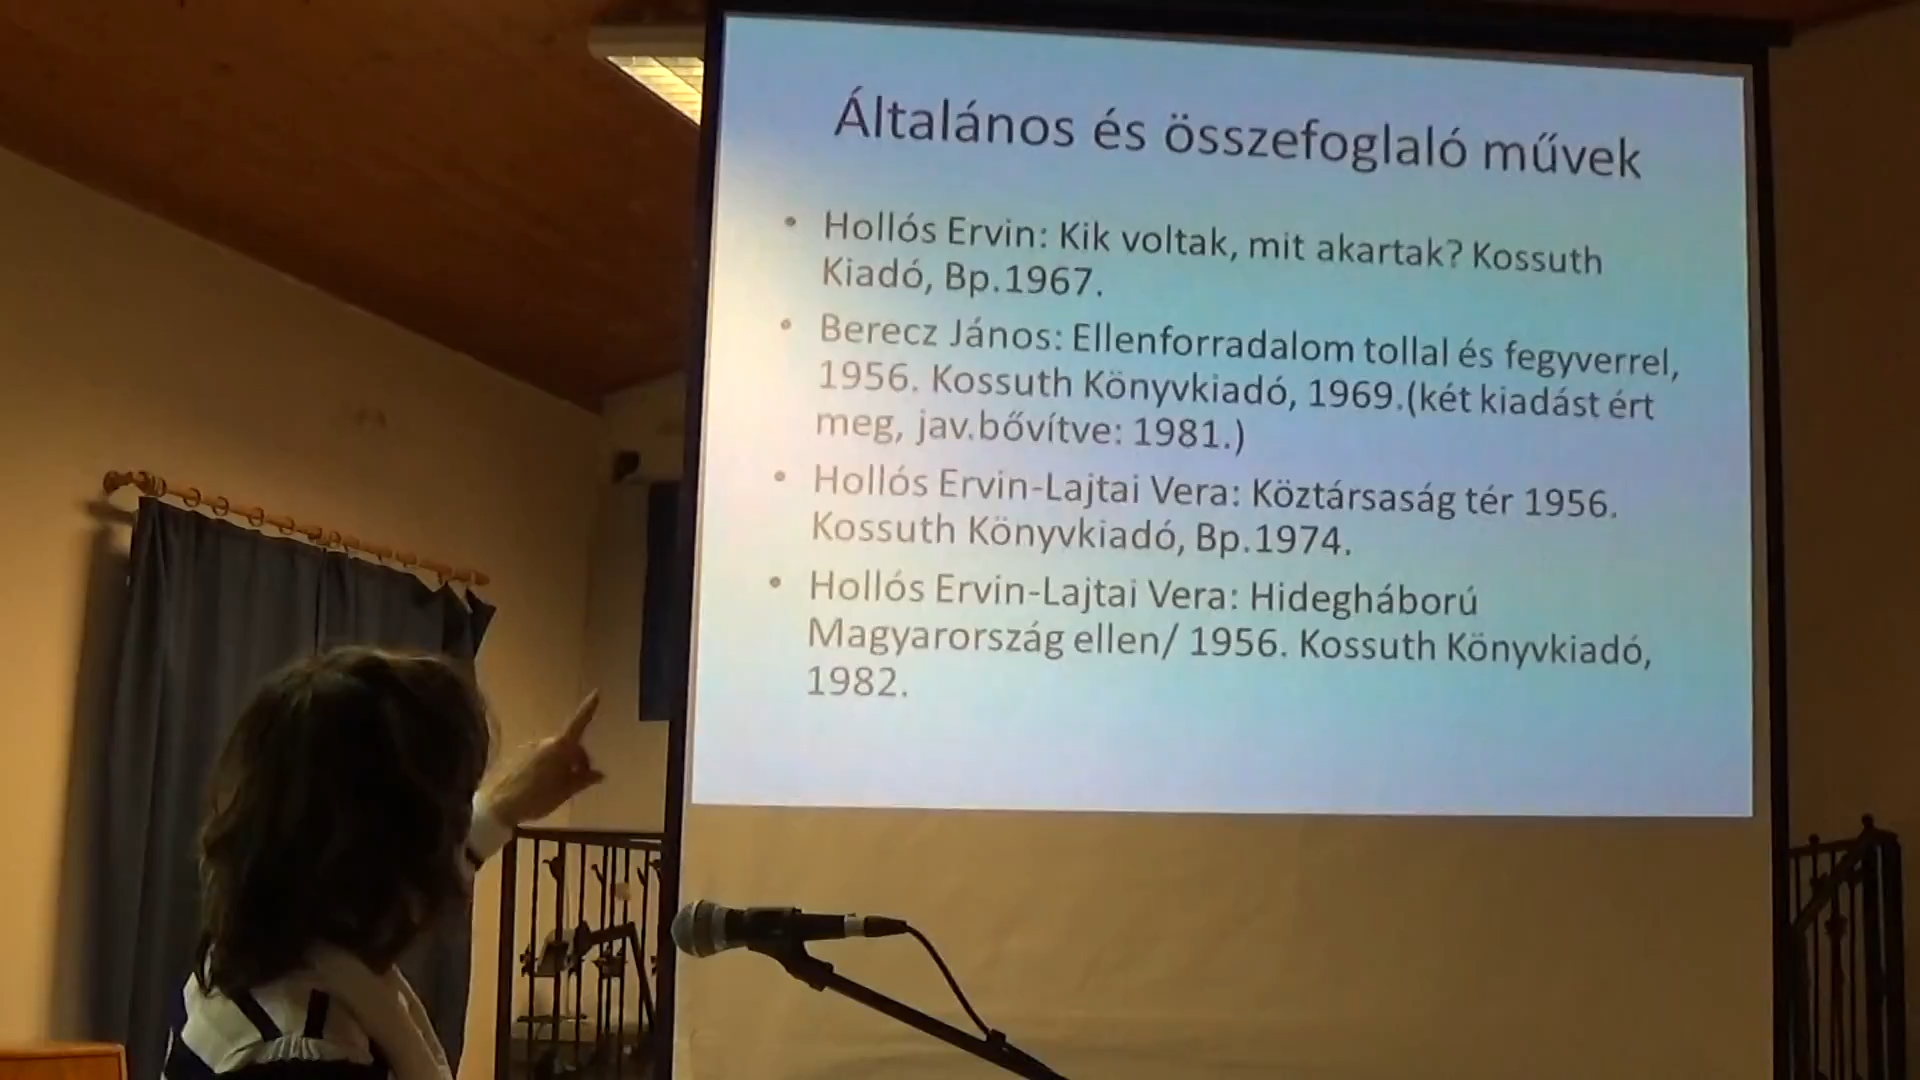 Általános és összefoglaló művek
• Hollós Ervin: Kik voltak, mit akartak? Kossuth
Kiadó, Bp.1967.
• Berecz János: Ellenforradalom tollal és fegyverrel,
1956. Kossuth Könyvkiadó, 1969.(két kiadást ért
meg, jav.bővítve: 1981.)
• Hollós Ervin-Lajtai Vera: Köztársaság tér 1956.
Kossuth Könyvkiadó, Bp.1974.
• Hollós Ervin-Lajtai Vera: Hidegháború
Magyarország ellen/ 1956. Kossuth Könyvkiadó,
1982.